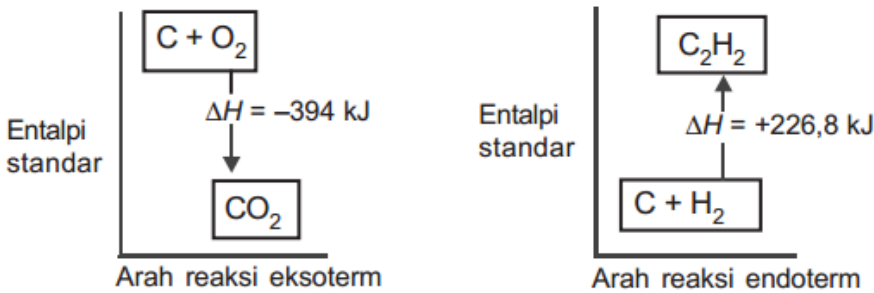 C + O₂
ΔH = –394 kJ
Entalpi
standar
CO₂
Arah reaksi eksoterm
C₂H₂
Entalpi
standar
ΔH = +226,8 kJ
C + H₂
Arah reaksi endoterm